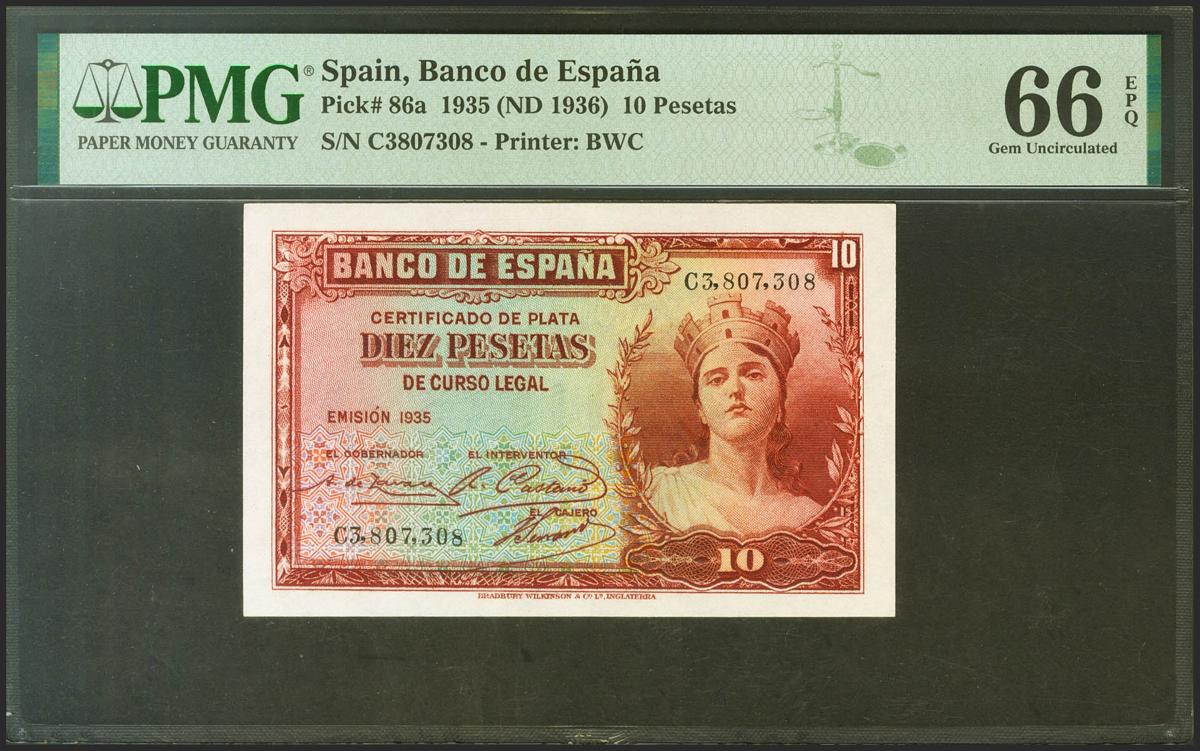 PMG®
PAPER MONEY GUARANTY
Spain, Banco de España
Pick# 86a 1935 (ND 1936) 10 Pesetas
S/N C3807308 - Printer: BWC
66 EPQ
Gem Uncirculated
BANCO DE ESPAÑA
10
C3,807,308
CERTIFICADO DE PLATA
DIEZ PESETAS
DE CURSO LEGAL
EMISIÓN 1935
EL GOBERNADOR EL INTERVENTOR
EL CAJERO
C3,807,308
10
BRADBURY WILKINSON & Cº Lº, INGLATERRA